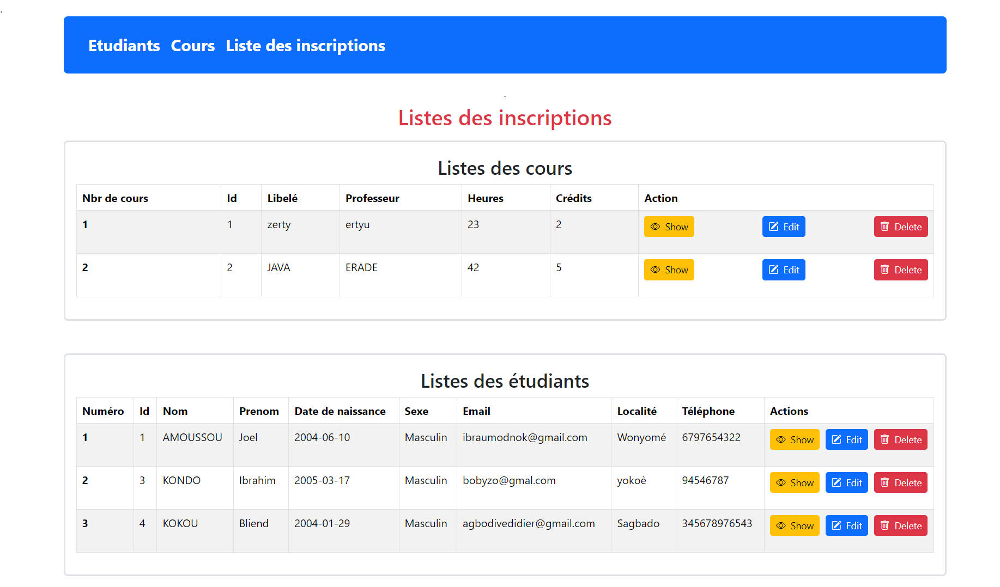 .
Etudiants Cours Liste des inscriptions
.
Listes des inscriptions
Listes des cours
Nbr de cours Id Libelé Professeur Heures Crédits Action
1 1 zerty ertyu 23 2 Show Edit Delete
2 2 JAVA ERADE 42 5 Show Edit Delete
Listes des étudiants
Numéro Id Nom Prenom Date de naissance Sexe Email Localité Téléphone Actions
1 1 AMOUSSOU Joel 2004-06-10 Masculin ibraumodnok@gmail.com Wonyomé 6797654322 Show Edit Delete
2 3 KONDO Ibrahim 2005-03-17 Masculin bobyzo@gmal.com yokoè 94546787 Show Edit Delete
3 4 KOKOU Bliend 2004-01-29 Masculin agbodivedidier@gmail.com Sagbado 345678976543 Show Edit Delete